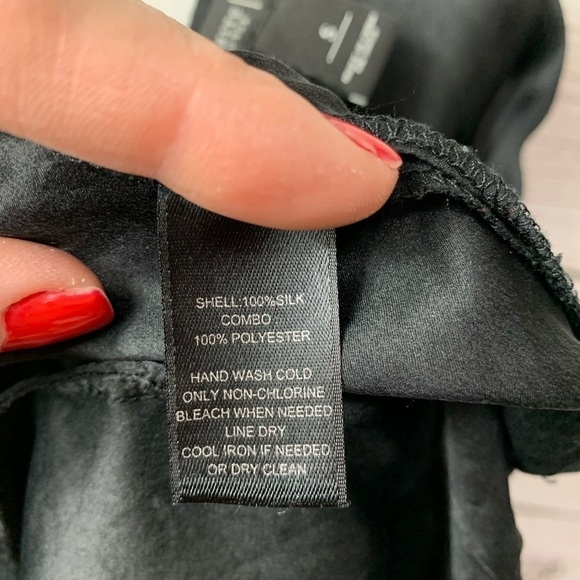 S
SHELL:100%SILK
COMBO
100% POLYESTER
HAND WASH COLD
ONLY NON-CHLORINE
BLEACH WHEN NEEDED
LINE DRY
COOL IRON IF NEEDED
OR DRY CLEAN